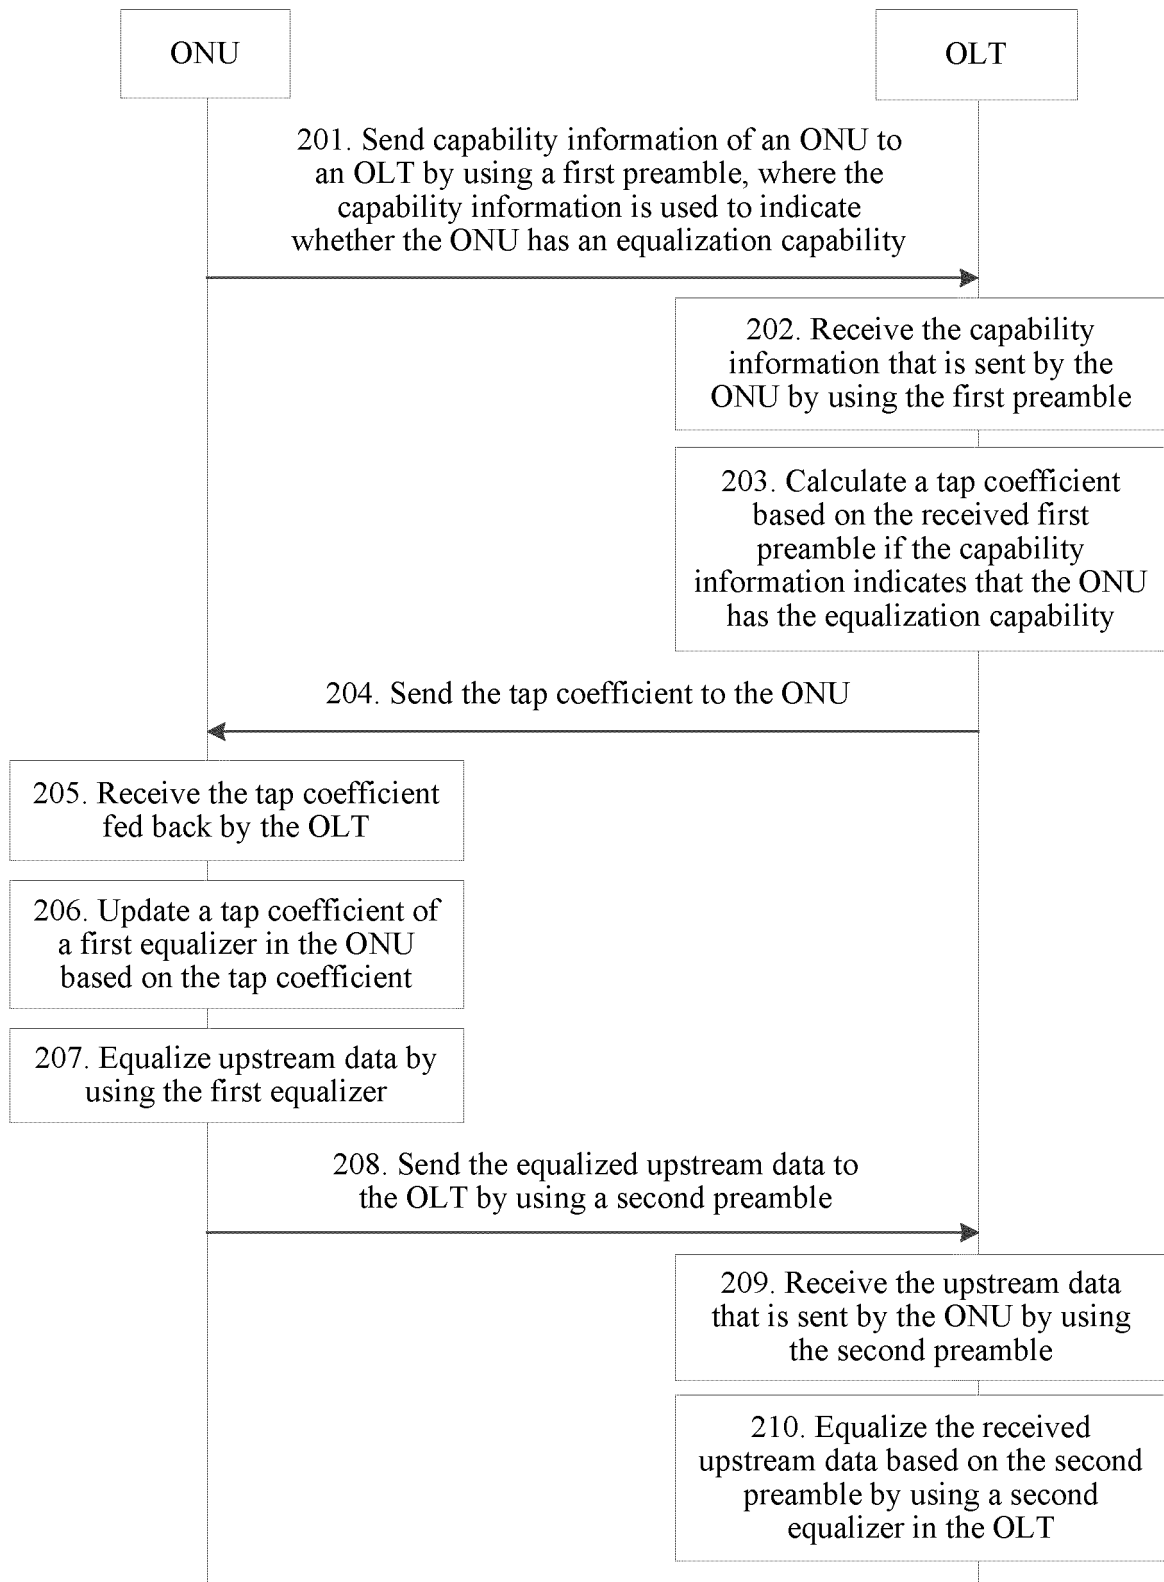 ONU
OLT
201. Send capability information of an ONU to
an OLT by using a first preamble, where the
capability information is used to indicate
whether the ONU has an equalization capability
202. Receive the capability
information that is sent by the
ONU by using the first preamble
203. Calculate a tap coefficient
based on the received first
preamble if the capability
information indicates that the ONU
has the equalization capability
204. Send the tap coefficient to the ONU
205. Receive the tap coefficient
fed back by the OLT
206. Update a tap coefficient of
a first equalizer in the ONU
based on the tap coefficient
207. Equalize upstream data by
using the first equalizer
208. Send the equalized upstream data to
the OLT by using a second preamble
209. Receive the upstream data
that is sent by the ONU by using
the second preamble
210. Equalize the received
upstream data based on the second
preamble by using a second
equalizer in the OLT